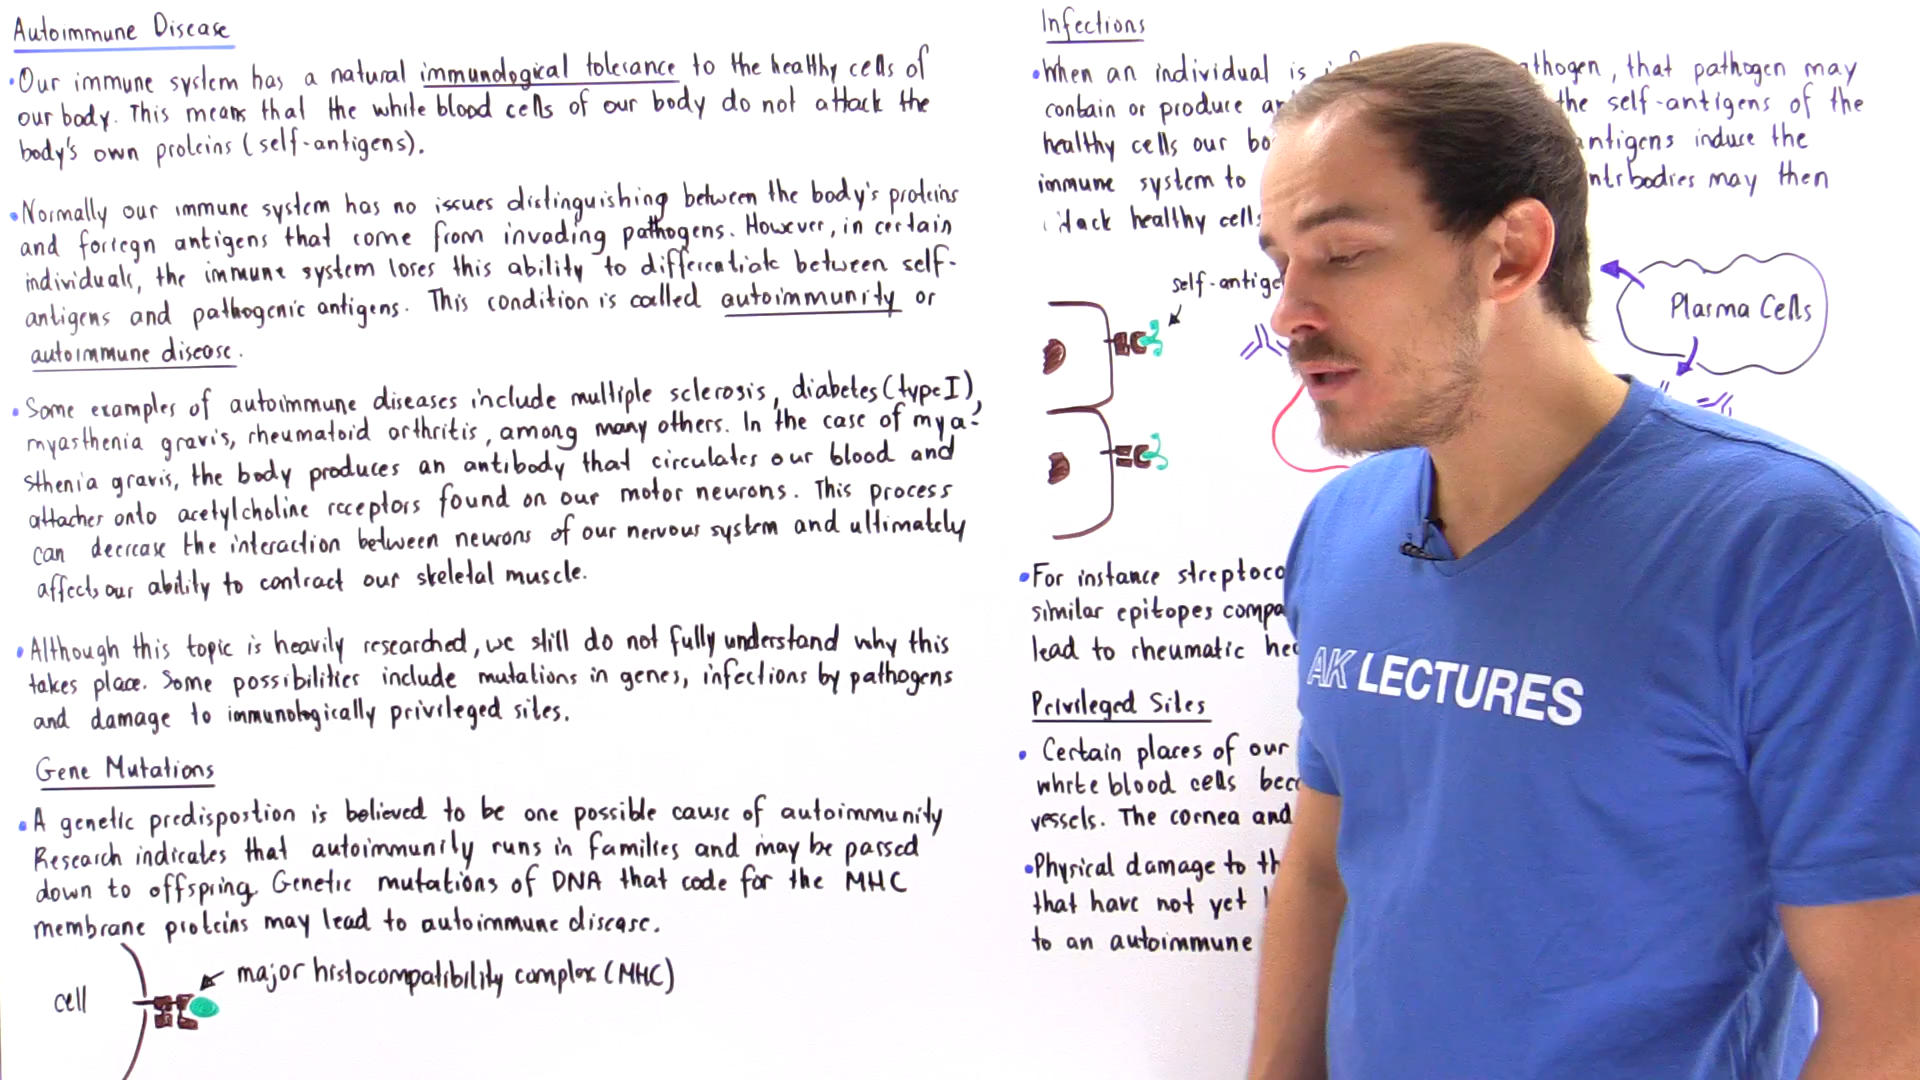 Autoimmune Disease
•Our immune system has a natural immunological tolerance to the healthy cells of
our body. This means that the white blood cells of our body do not attack the
body's own proteins (self-antigens).
•Normally our immune system has no issues distinguishing between the body's proteins
and foriegn antigens that come from invading pathogens. However, in certain
individuals, the immune system loses this ability to differentiate between self-
antigens and pathogenic antigens. This condition is called autoimmunity or
autoimmune disease.
• Some examples of autoimmune diseases include multiple sclerosis, diabetes (type I),
myasthenia gravis, rheumatoid arthritis, among many others. In the case of mya-
sthenia gravis, the body produces an antibody that circulates our blood and
attaches onto acetylcholine receptors found on our motor neurons. This process
can decrease the interaction between neurons of our nervous system and ultimately
affects our ability to contract our skeletal muscle.
• Although this topic is heavily researched, we still do not fully understand why this
takes place. Some possibilities include mutations in genes, infections by pathogens
and damage to immunologically privileged sites.
Gene Mutations
• A genetic predispostion is believed to be one possible cause of autoimmunity
Research indicates that autoimmunity runs in families and may be passed
down to offspring. Genetic mutations of DNA that code for the MHC
membrane proteins may lead to autoimmune disease.
major histocompatibility complex (MHC)
cell
Infections
•When an individual is thogen, that pathogen may
contain or produce the self-antigens of the
healthy cells our antigens induce the
immune system to antibodies may then
healthy cells
self-antige
Plasma Cells
•For instance streptoco
similar epitopes compa
lead to rheumatic hea
Privileged Sites
• Certain places of our
white blood cells beca
vessels. The cornea and
•Physical damage to th
that have not yet
to an autoimmune
AK LECTURES